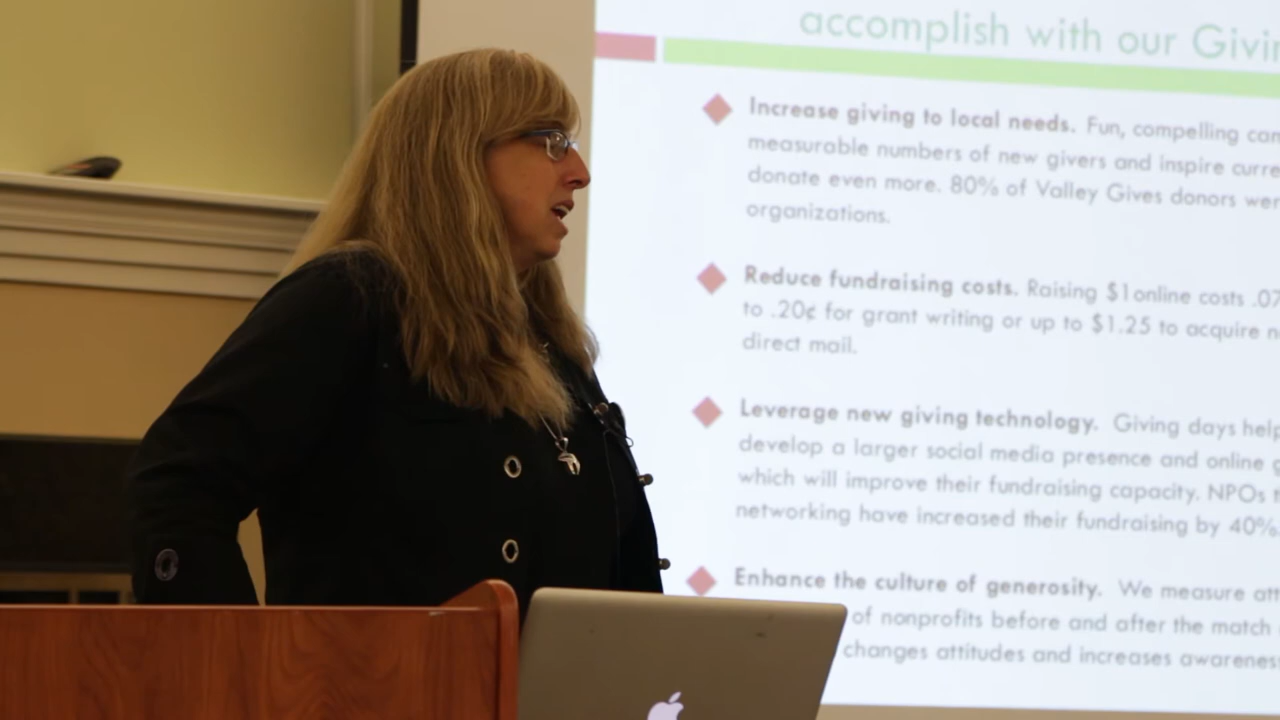 accomplish with our Givin
Increase giving to local needs. Fun, compelling cam
measurable numbers of new givers and inspire curre
donate even more. 80% of Valley Gives donors wer
organizations.
Reduce fundraising costs. Raising $1online costs .07
to .20¢ for grant writing or up to $1.25 to acquire n
direct mail.
Leverage new giving technology. Giving days help
develop a larger social media presence and online g
which will improve their fundraising capacity. NPOs t
networking have increased their fundraising by 40%.
Enhance the culture of generosity. We measure att
of nonprofits before and after the match
changes attitudes and increases awareness